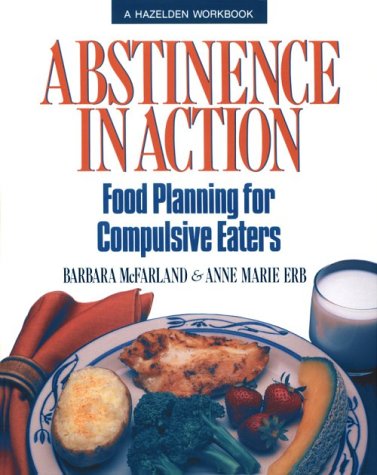 A HAZELDEN WORKBOOK
ABSTINENCE
IN ACTION
Food Planning for
Compulsive Eaters
BARBARA McFARLAND & ANNE MARIE ERB